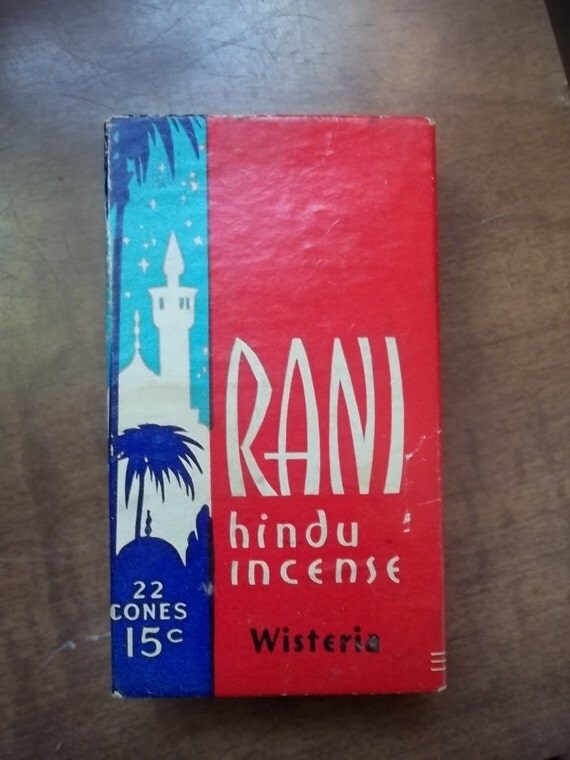 RANI
hindu
incense
Wisteria
22
CONES
15c